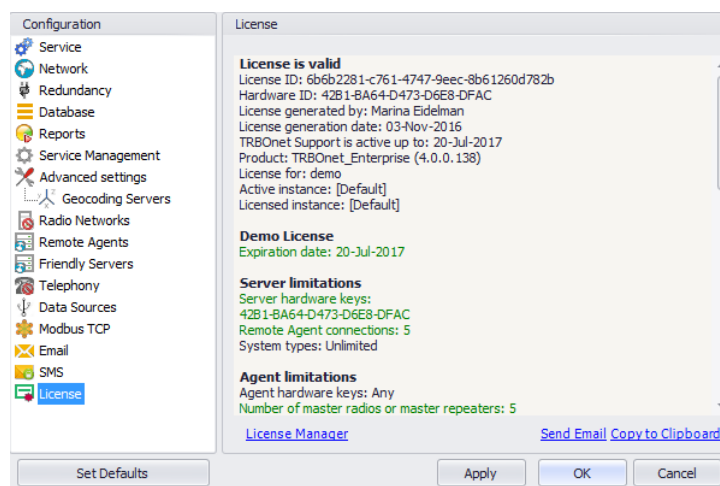 Configuration
Service
Network
Redundancy
Database
Reports
Service Management
Advanced settings
Geocoding Servers
Radio Networks
Remote Agents
Friendly Servers
Telephony
Data Sources
Modbus TCP
Email
SMS
License
License
License is valid
License ID: 6b6b2281-c761-4747-9eec-8b61260d782b
Hardware ID: 42B1-BA64-D473-D6E8-DFAC
License generated by: Marina Eidelman
License generation date: 03-Nov-2016
TRBOnet Support is active up to: 20-Jul-2017
Product: TRBOnet_Enterprise (4.0.0.138)
License for: demo
Active instance: [Default]
Licensed instance: [Default]
Demo License
Expiration date: 20-Jul-2017
Server limitations
Server hardware keys:
42B1-BA64-D473-D6E8-DFAC
Remote Agent connections: 5
System types: Unlimited
Agent limitations
Agent hardware keys: Any
Number of master radios or master repeaters: 5
License Manager
Send Email Copy to Clipboard
Set Defaults
Apply
OK
Cancel